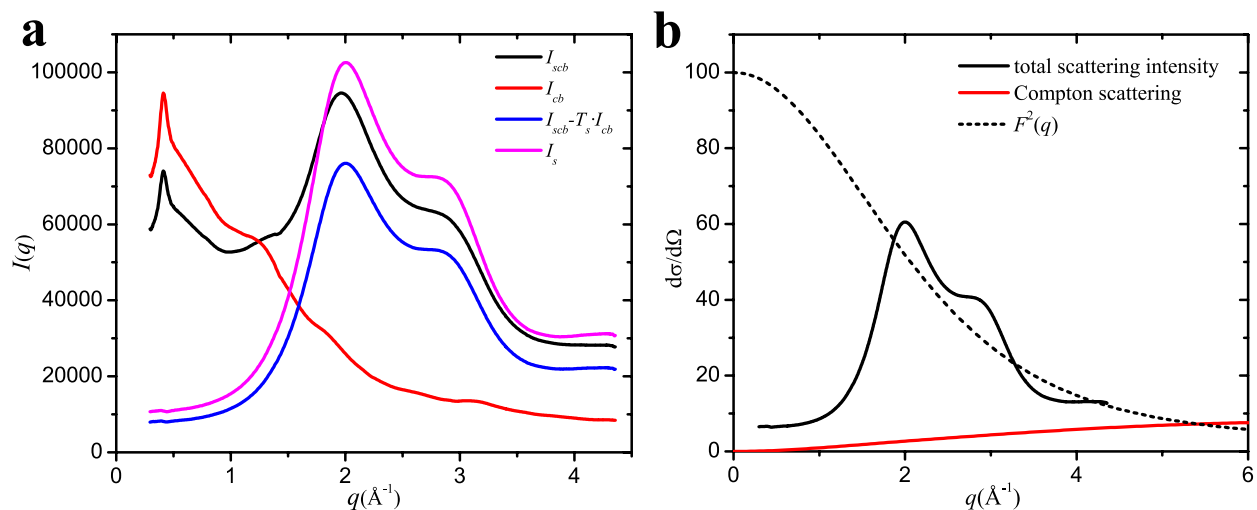 a
I(q)
100000
80000
60000
40000
20000
0
0 1 2 3 4
q(Å⁻¹)
I_scb
I_cb
I_scb-T_s·I_cb
I_s
b
dσ/dΩ
100
80
60
40
20
0
0 2 4 6
q(Å⁻¹)
total scattering intensity
Compton scattering
F²(q)